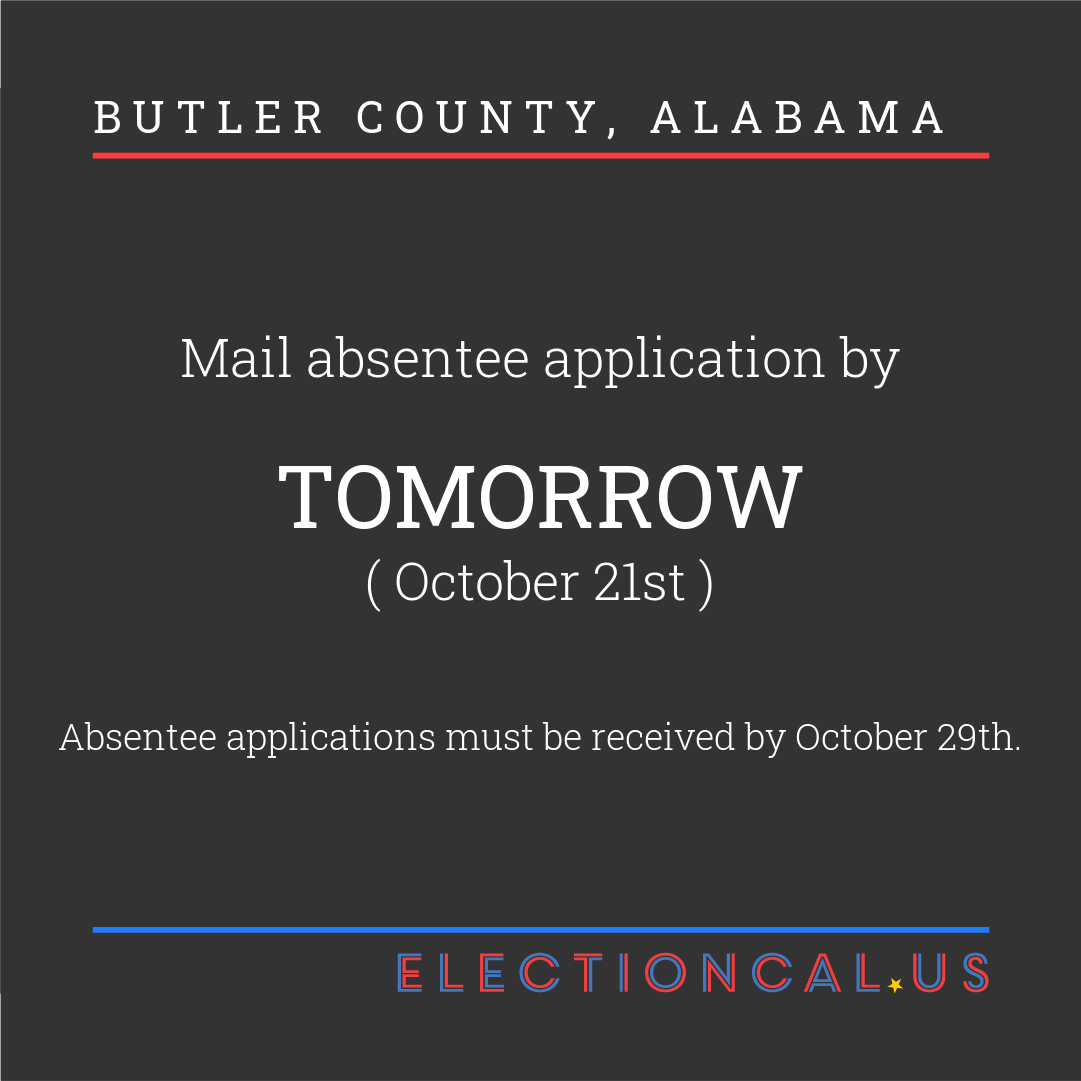 BUTLER COUNTY, ALABAMA
Mail absentee application by
TOMORROW
( October 21st )
Absentee applications must be received by October 29th.
ELECTIONCAL.US